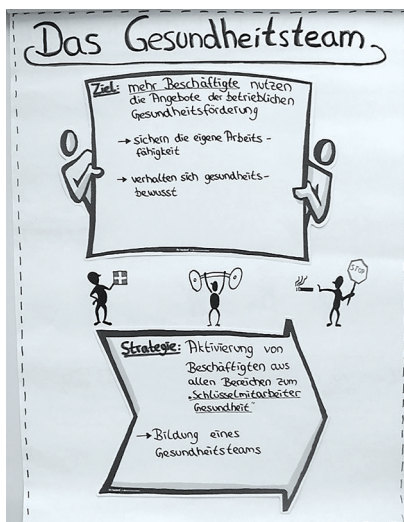 Das Gesundheitsteam
Ziel: mehr Beschäftigte nutzen
die Angebote der betrieblichen
Gesundheitsförderung
→ sichern die eigene Arbeits-
fähigkeit
→ verhalten sich gesundheits-
bewusst
STOP
Strategie: Aktivierung von
Beschäftigten aus
allen Bereichen zum
„Schlüsselmitarbeiter
Gesundheit"
→ Bildung eines
Gesundheitsteams